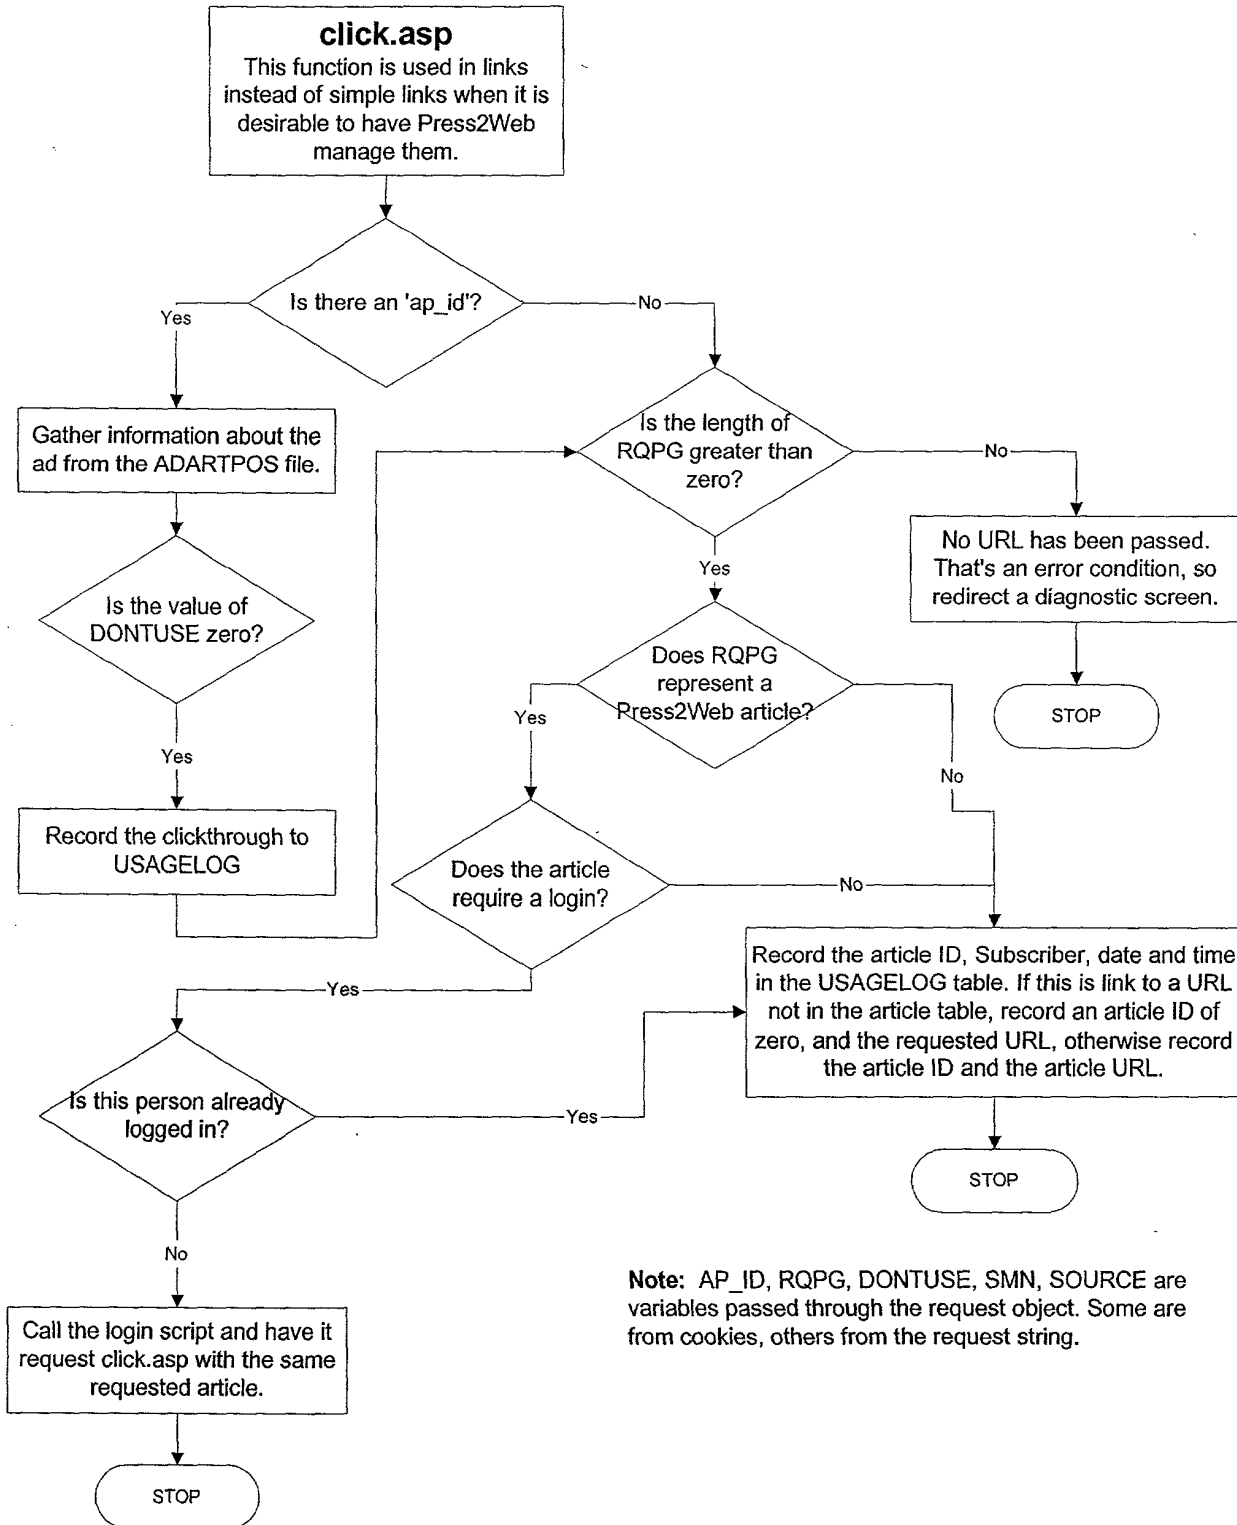 click.asp
This function is used in links
instead of simple links when it is
desirable to have Press2Web
manage them.
Is there an 'ap_id'?
Yes
No
Gather information about the
ad from the ADARTPOS file.
Is the length of
RQPG greater than
zero?
No
Yes
No URL has been passed.
That's an error condition, so
redirect a diagnostic screen.
STOP
Is the value of
DONTUSE zero?
Yes
Does RQPG
represent a
Press2Web article?
Yes
No
Record the clickthrough to
USAGELOG
Does the article
require a login?
No
Yes
Record the article ID, Subscriber, date and time
in the USAGELOG table. If this is link to a URL
not in the article table, record an article ID of
zero, and the requested URL, otherwise record
the article ID and the article URL.
STOP
Is this person already
logged in?
Yes
No
Call the login script and have it
request click.asp with the same
requested article.
STOP
Note: AP_ID, RQPG, DONTUSE, SMN, SOURCE are
variables passed through the request object. Some are
from cookies, others from the request string.